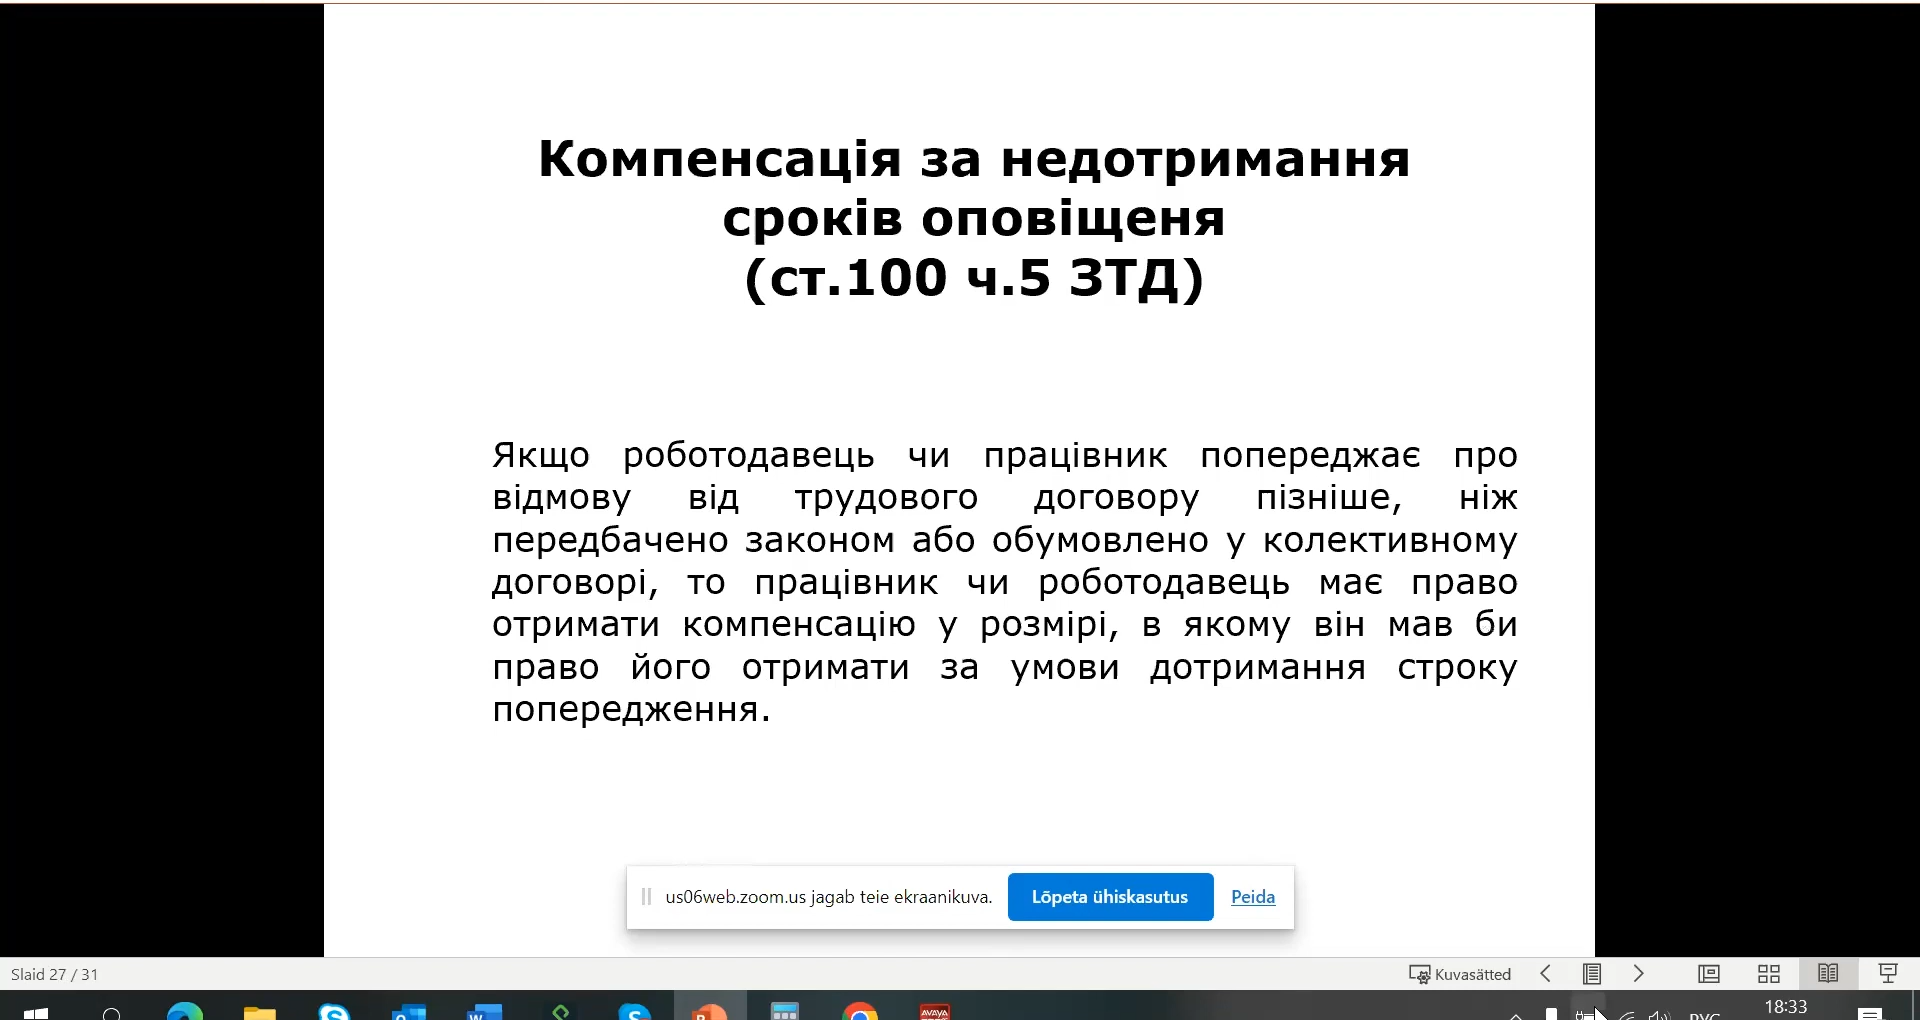 Компенсація за недотримання
сроків оповіщеня
(ст.100 ч.5 ЗТД)
Якщо роботодавець чи працівник попереджає про
відмову від трудового договору пізніше, ніж
передбачено законом або обумовлено у колективному
договорі, то працівник чи роботодавець має право
отримати компенсацію у розмірі, в якому він мав би
право його отримати за умови дотримання строку
попередження.
us06web.zoom.us jagab teie ekraanikuva. Lõpeta ühiskasutus Peida
Slaid 27 / 31 Kuvasätted
AVAYA РУС 18:33